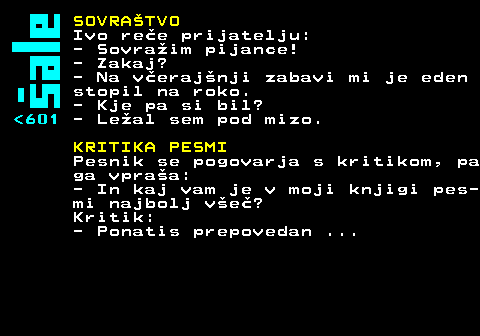 šale
<601
SOVRAŠTVO
Ivo reče prijatelju:
- Sovražim pijance!
- Zakaj?
- Na včerajšnji zabavi mi je eden
stopil na roko.
- Kje pa si bil?
- Ležal sem pod mizo.
KRITIKA PESMI
Pesnik se pogovarja s kritikom, pa
ga vpraša:
- In kaj vam je v moji knjigi pes-
mi najbolj všeč?
Kritik:
- Ponatis prepovedan ...